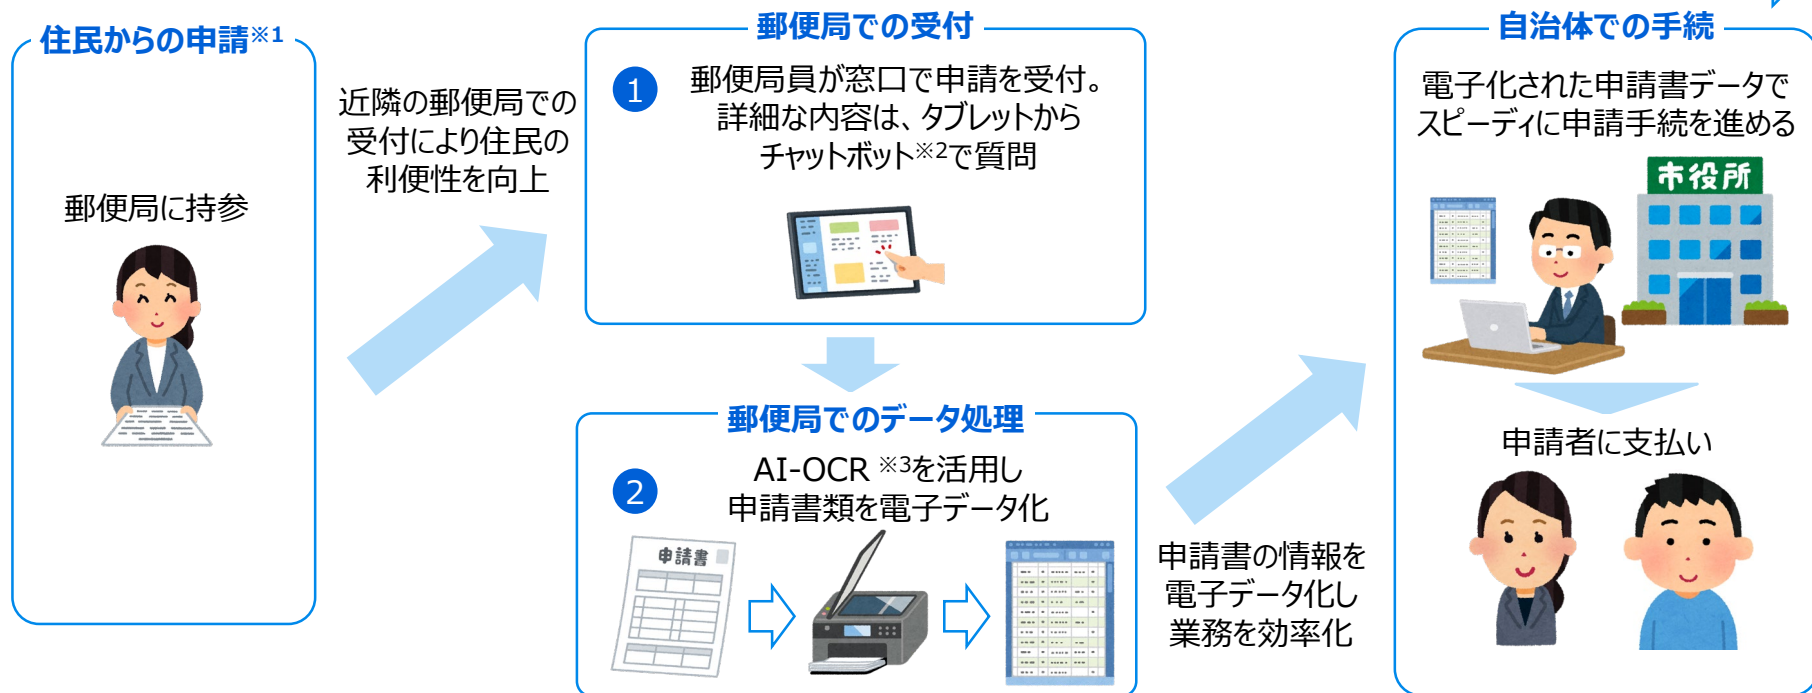 住民からの申請※1
郵便局に持参
近隣の郵便局での
受付により住民の
利便性を向上
郵便局での受付
1
郵便局員が窓口で申請を受付。
詳細な内容は、タブレットから
チャットボット※2で質問
郵便局でのデータ処理
2
AI-OCR ※3を活用し
申請書類を電子データ化
申請書
申請書の情報を
電子データ化し
業務を効率化
自治体での手続
電子化された申請書データで
スピーディに申請手続を進める
市役所
申請者に支払い